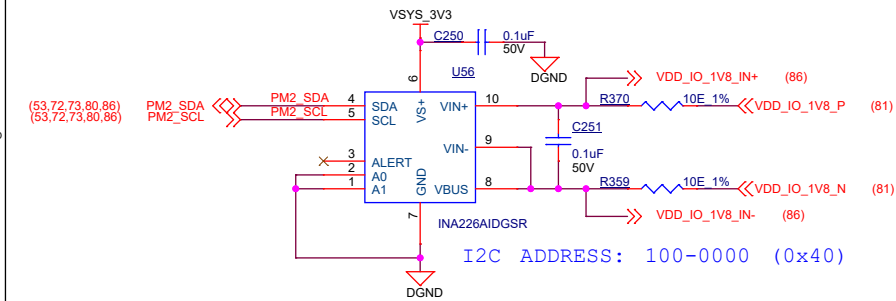 VSYS_3V3
C250 0.1uF
50V
DGND
U56
VDD_IO_1V8_IN+ (86)
(53,72,73,80,86) PM2_SDA PM2_SDA 4 SDA VS+ 6 VIN+ 10 R370 10E_1% VDD_IO_1V8_P (81)
(53,72,73,80,86) PM2_SCL PM2_SCL 5 SCL
C251
0.1uF
50V
9 VIN-
3 ALERT
2 A0
1 A1 GND 7 VBUS 8 R359 10E_1% VDD_IO_1V8_N (81)
VDD_IO_1V8_IN- (86)
INA226AIDGSR
I2C ADDRESS: 100-0000 (0x40)
DGND